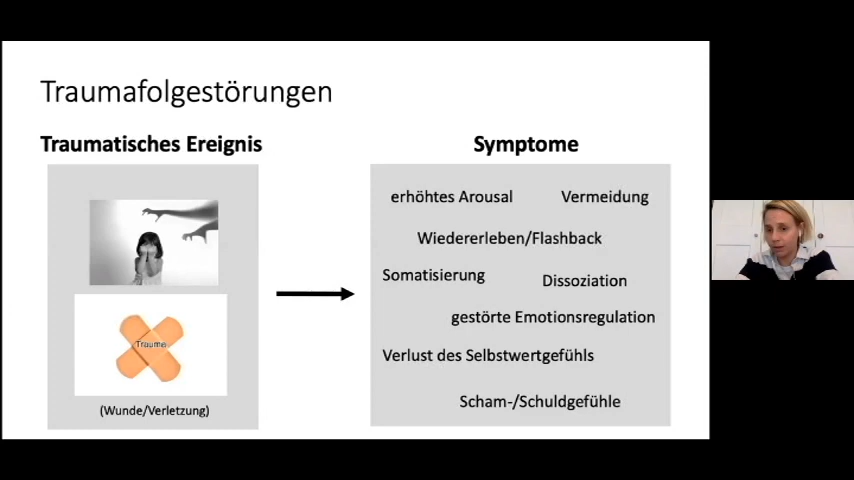 Traumafolgestörungen
Traumatisches Ereignis
Trauma
(Wunde/Verletzung)
Symptome
erhöhtes Arousal
Vermeidung
Wiedererleben/Flashback
Somatisierung
Dissoziation
gestörte Emotionsregulation
Verlust des Selbstwertgefühls
Scham-/Schuldgefühle